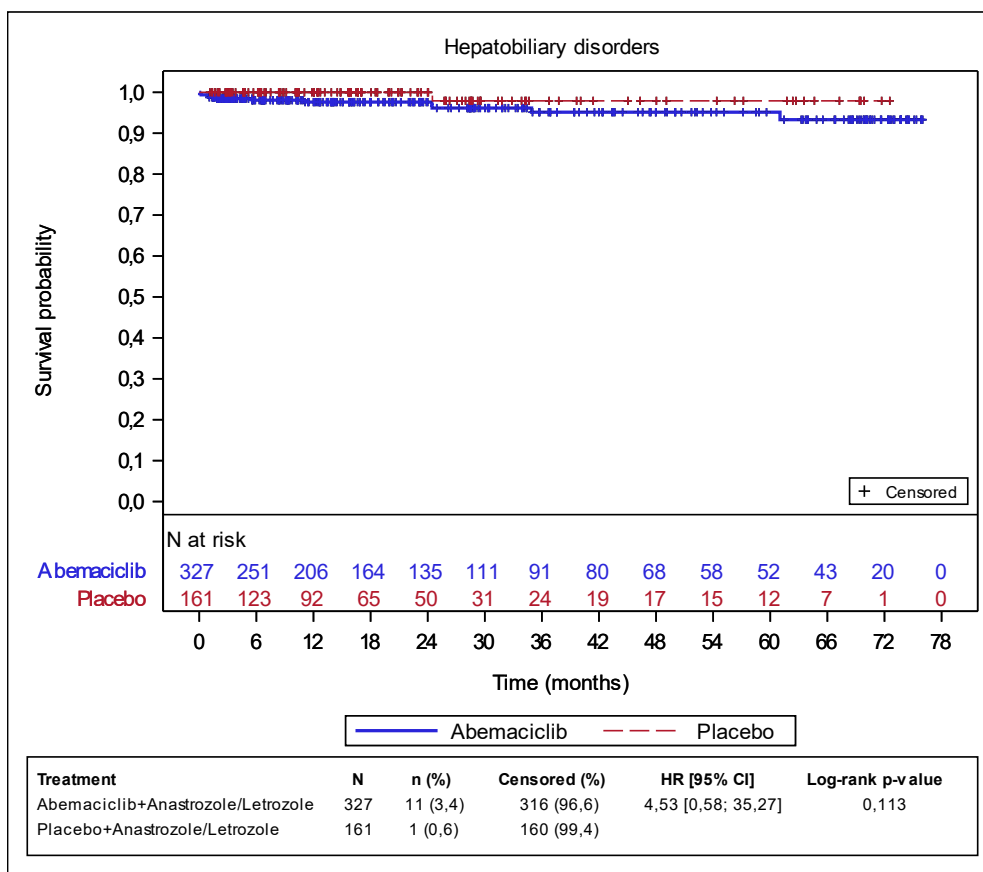 Hepatobiliary disorders
Survival probability
1,0
0,9
0,8
0,7
0,6
0,5
0,4
0,3
0,2
0,1
0,0
+ Censored
N at risk
Abemaciclib 327 251 206 164 135 111 91 80 68 58 52 43 20 0
Placebo 161 123 92 65 50 31 24 19 17 15 12 7 1 0
0 6 12 18 24 30 36 42 48 54 60 66 72 78
Time (months)
Abemaciclib Placebo
Treatment N n (%) Censored (%) HR [95% CI] Log-rank p-value
Abemaciclib+Anastrozole/Letrozole 327 11 (3,4) 316 (96,6) 4,53 [0,58; 35,27] 0,113
Placebo+Anastrozole/Letrozole 161 1 (0,6) 160 (99,4)